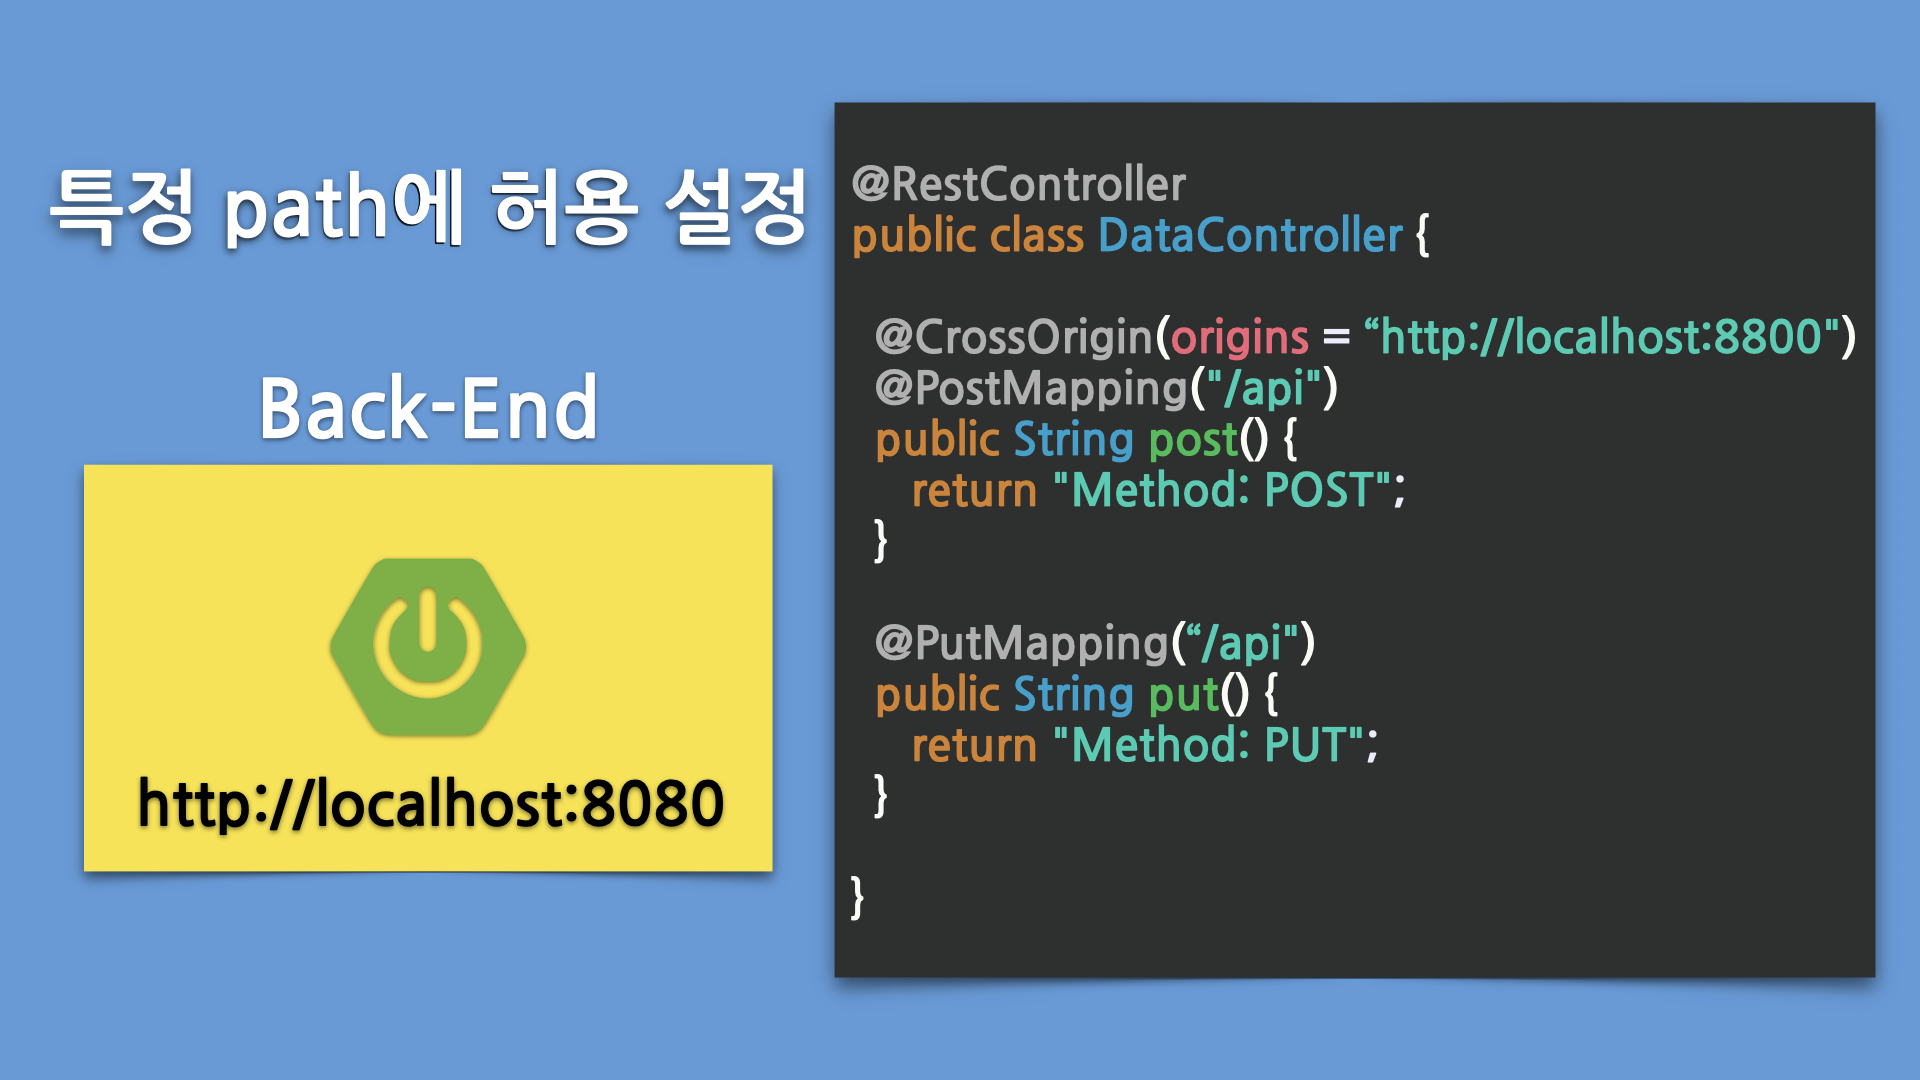 특정 path에 허용 설정
Back-End
http://localhost:8080
@RestController
public class DataController {
@CrossOrigin(origins = “http://localhost:8800")
@PostMapping("/api")
public String post() {
return "Method: POST";
}
@PutMapping(“/api")
public String put() {
return "Method: PUT";
}
}